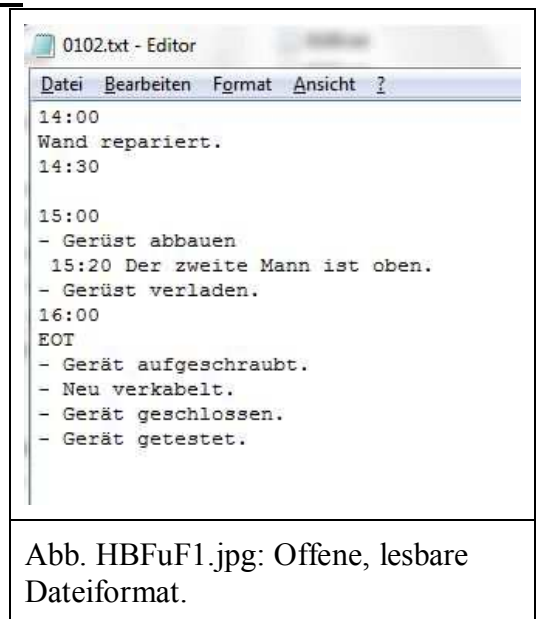 0102.txt - Editor
Datei Bearbeiten Format Ansicht ?
14:00
Wand repariert.
14:30
15:00
- Gerüst abbauen
15:20 Der zweite Mann ist oben.
- Gerüst verladen.
16:00
EOT
- Gerät aufgeschraubt.
- Neu verkabelt.
- Gerät geschlossen.
- Gerät getestet.
Abb. HBFuF1.jpg: Offene, lesbare
Dateiformat.